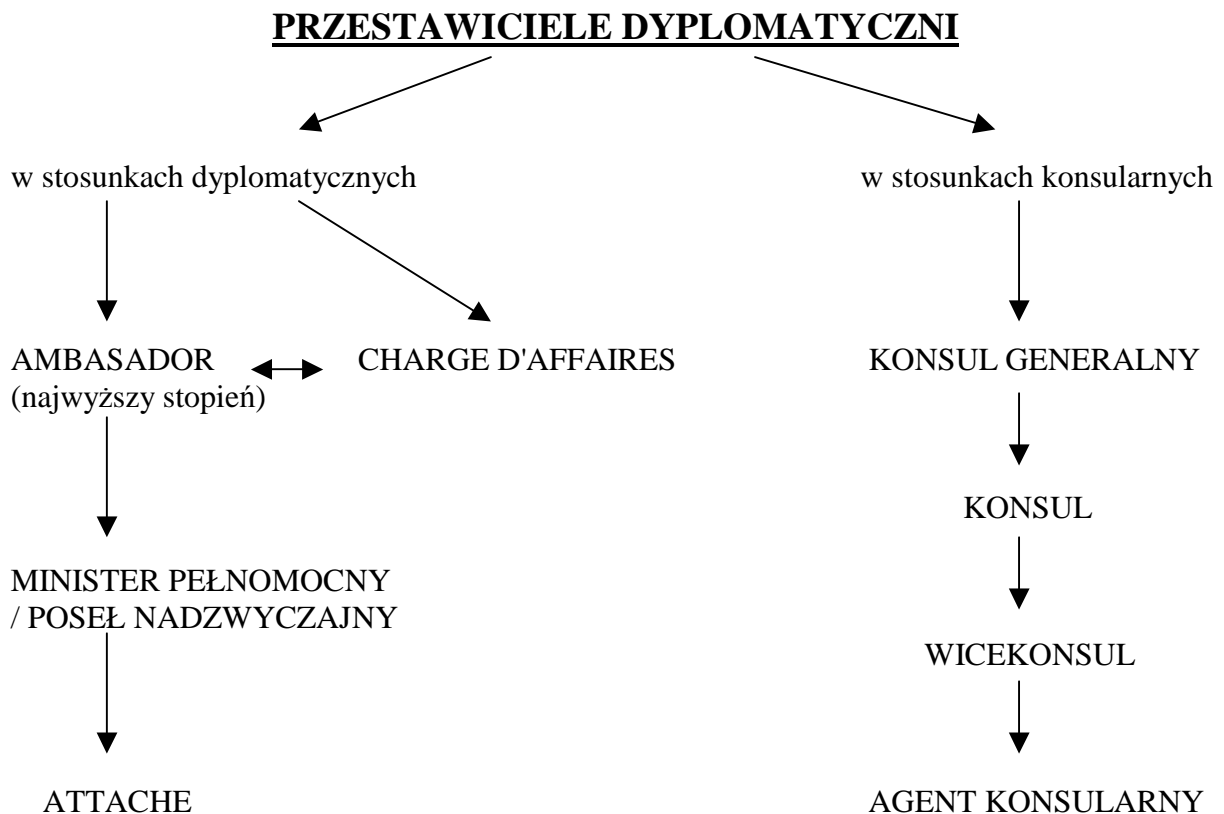 PRZESTAWICIELE DYPLOMATYCZNI
w stosunkach dyplomatycznych
w stosunkach konsularnych
AMBASADOR
(najwyższy stopień)
CHARGE D'AFFAIRES
KONSUL GENERALNY
KONSUL
MINISTER PEŁNOMOCNY
/ POSEŁ NADZWYCZAJNY
WICEKONSUL
ATTACHE
AGENT KONSULARNY